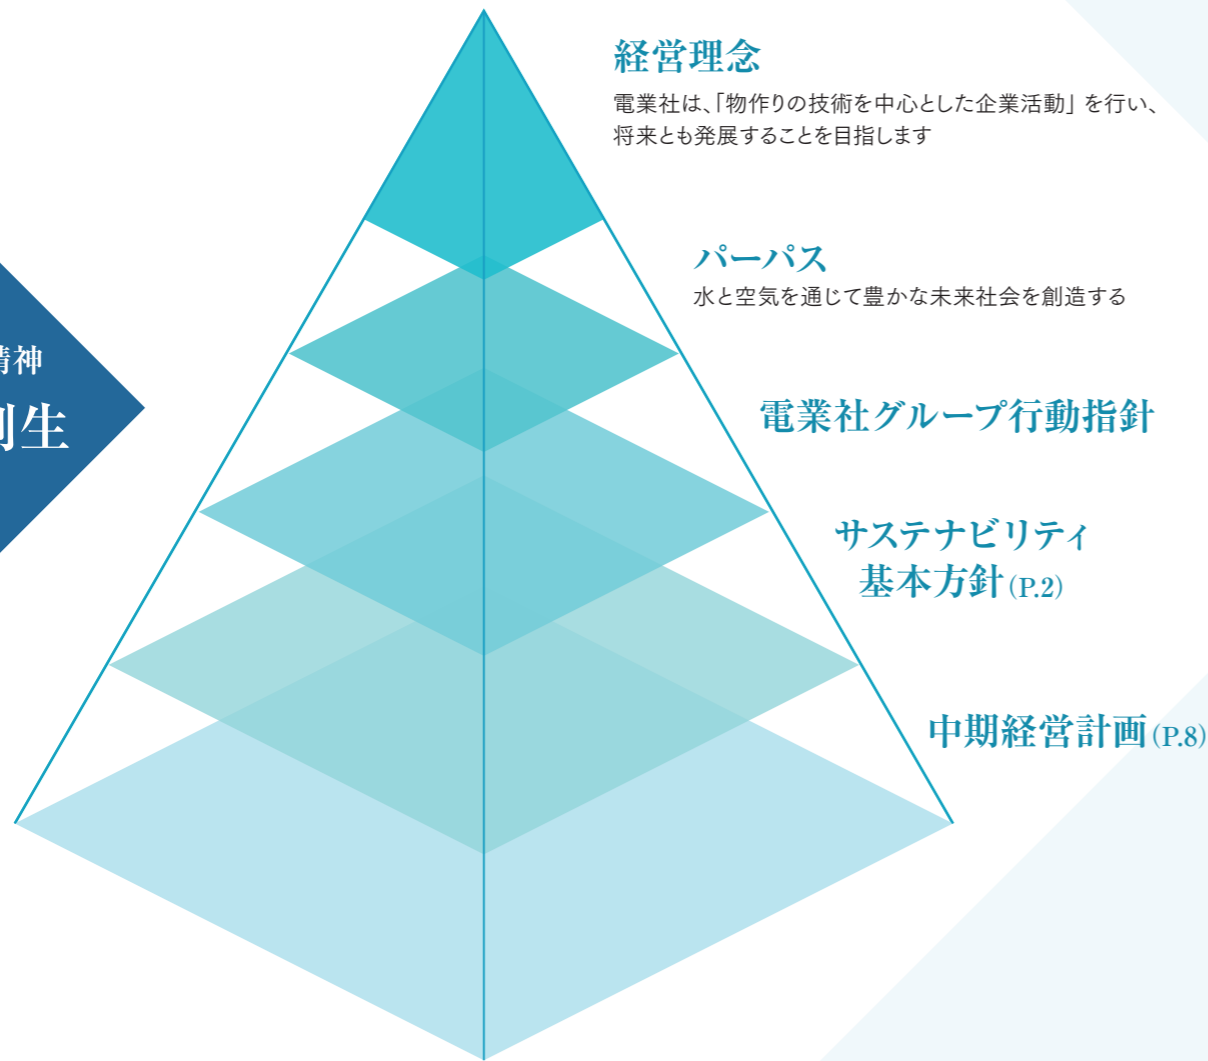 経営理念
電業社は、「物作りの技術を中心とした企業活動」を行い、
将来とも発展することを目指します
パーパス
水と空気を通じて豊かな未来社会を創造する
精神
創生
電業社グループ行動指針
サステナビリティ
基本方針(P.2)
中期経営計画(P.8)